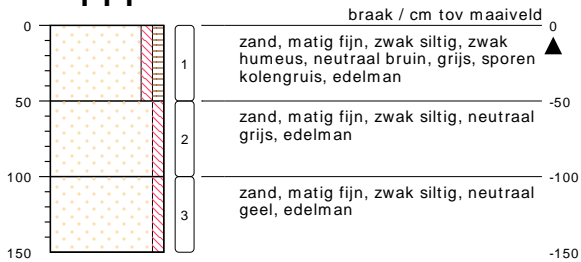 braak / cm tov maaiveld
0
0
zand, matig fijn, zwak siltig, zwak
humeus, neutraal bruin, grijs, sporen
kolengruis, edelman
1
50
-50
zand, matig fijn, zwak siltig, neutraal
grijs, edelman
2
100
-100
zand, matig fijn, zwak siltig, neutraal
geel, edelman
3
150
-150